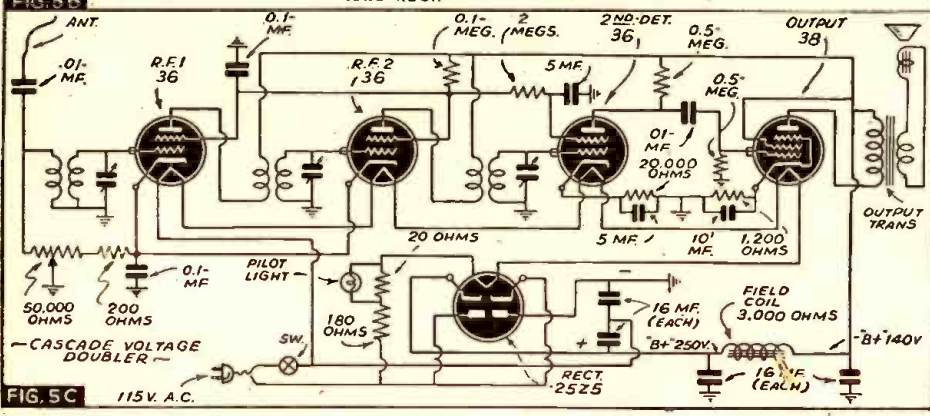 ANT.
.01-
MF.
R.F.1
36
0.1-
MF.
0.1-
MEG.
2
MEGS.
R.F.2
36
5 MF.
2ND-DET.
36
0.5-
MEG.
0.5-
MEG.
OUTPUT
38
.01-
MF.
20,000
OHMS
5 MF.
10
MF.
1,200
OHMS
OUTPUT
TRANS
50,000
OHMS
200
OHMS
0.1-
MF
PILOT
LIGHT
20 OHMS
180
OHMS
-
+
16 MF.
(EACH)
FIELD
COIL
3,000 OHMS
"B+"250V.
"B+"140V
16 MF.
(EACH)
RECT.
25Z5
SW.
-CASCADE VOLTAGE
DOUBLER-
115 V. A.C.
FIG. 5C